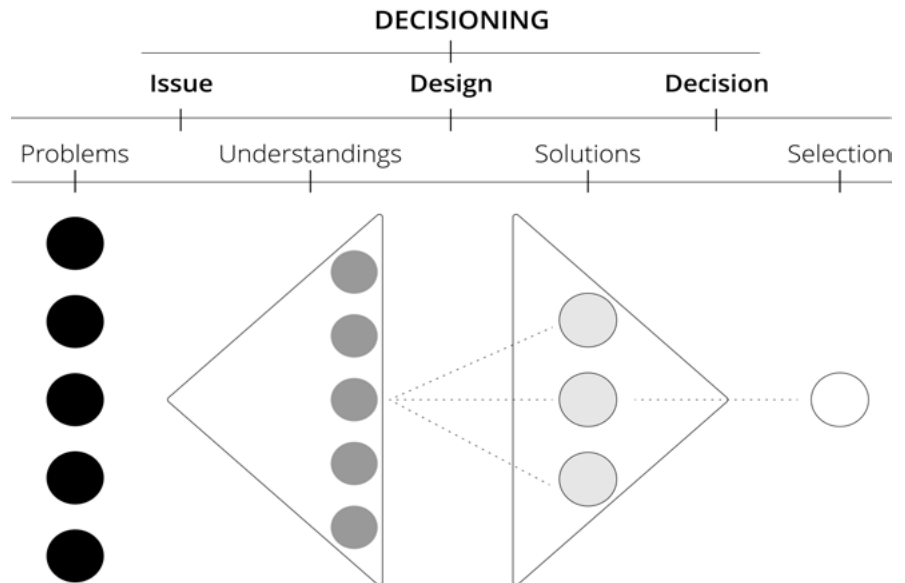 DECISIONING
Issue Design Decision
Problems Understandings Solutions Selection